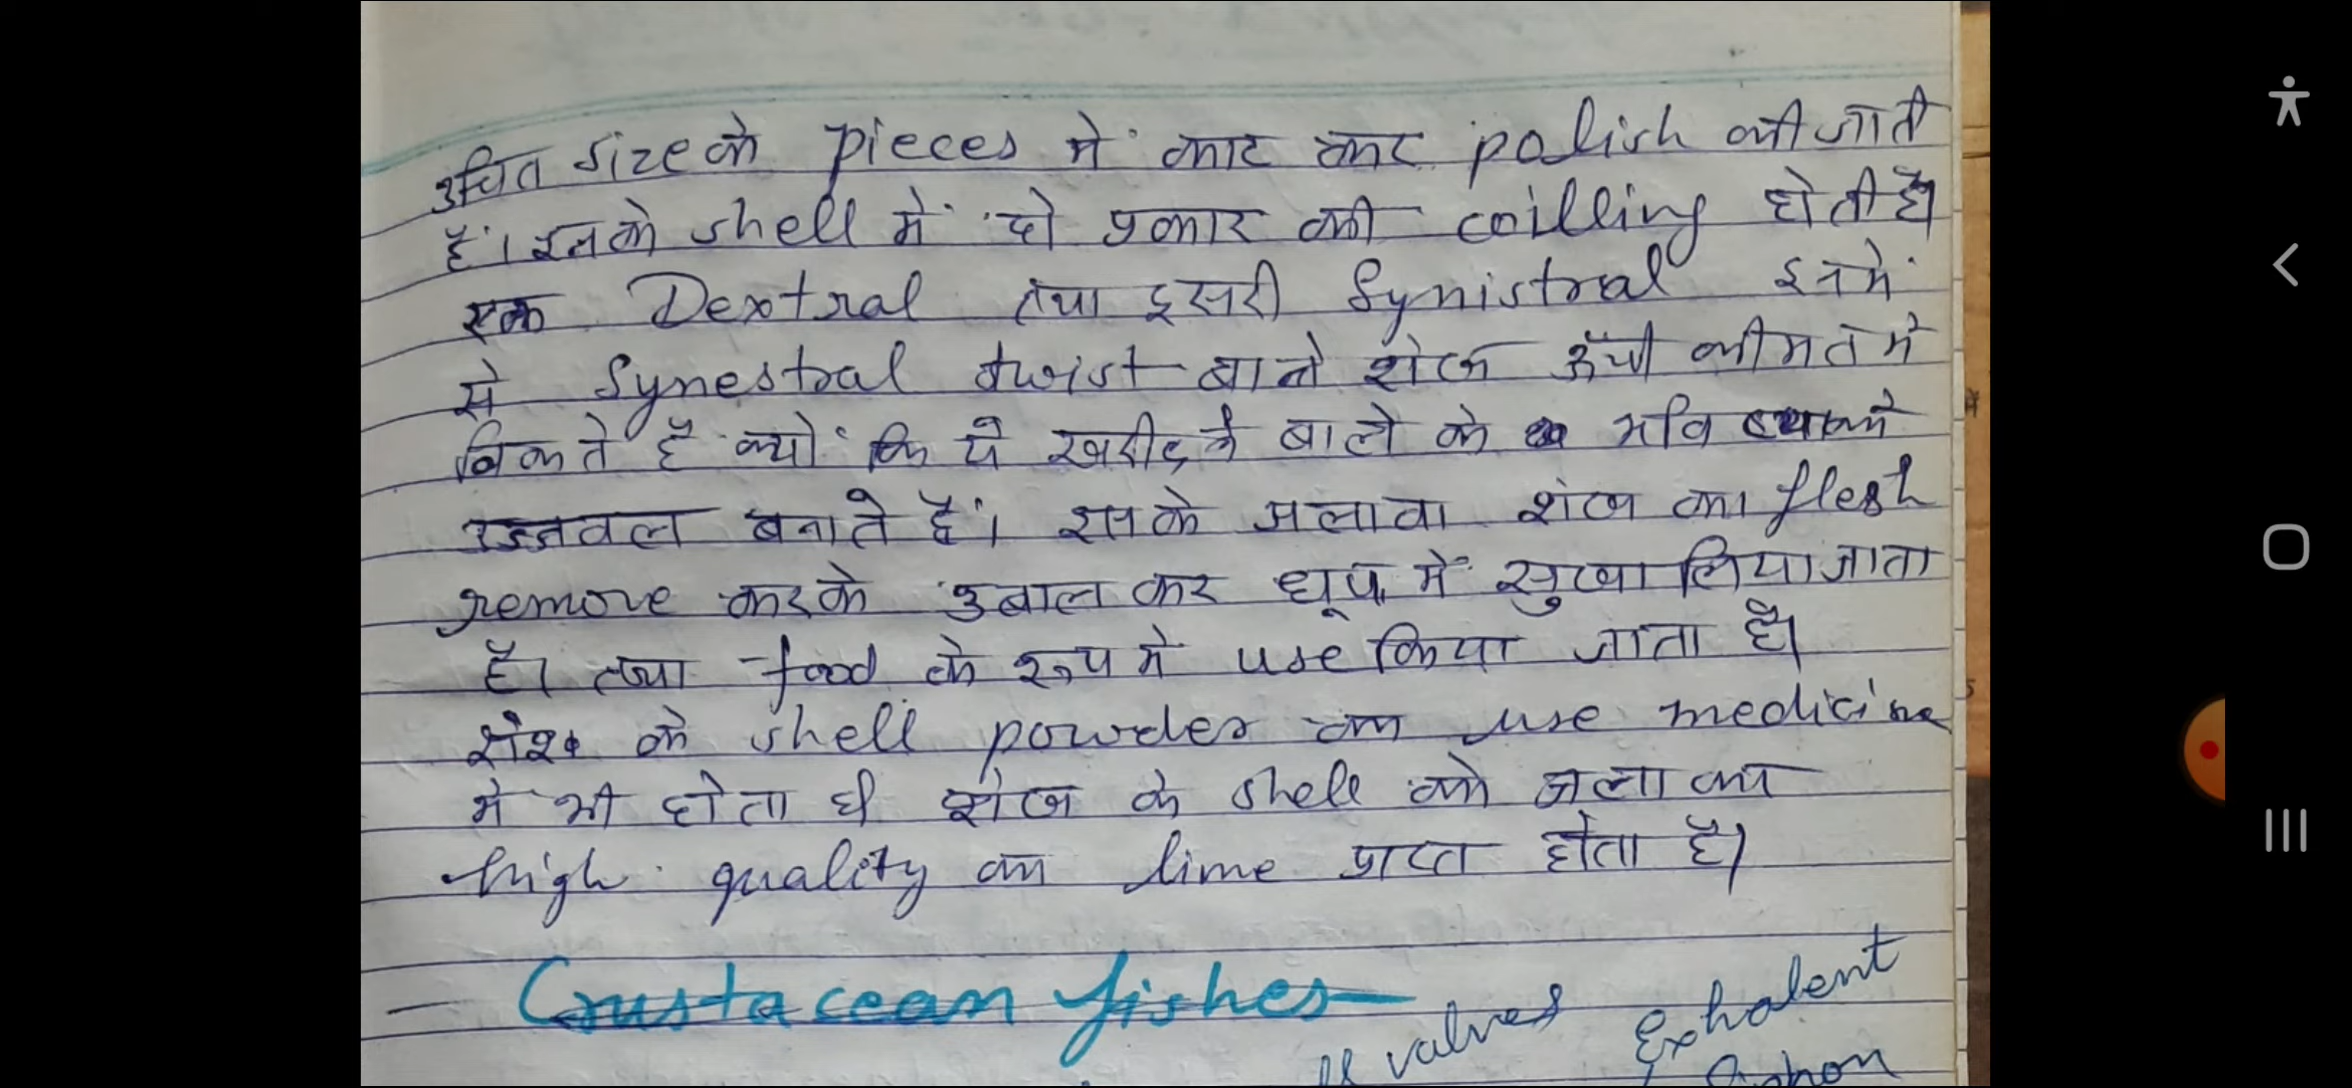 उचित size के pieces मे काट कर polish की जाती
हैं। इनके shell में दो प्रकार की coilling होती है।
एक Dextral तथा दुसरी Synistral इनमे
से Synestral twist वाले शंख ऊँची कीमत मे
बिकते हैं क्यों कि ये खरीदने वालो के भविष्य को
उज्जवल बनाते हैं। इसके अलावा शंख का flesh
remove करके उबाल कर धूप में सुखा लिया जाता
है। तथा food के रूप मे use किया जाता है।
शंख के shell powder का use medicine
मे भी होता है शंख के shell को जला कर
high quality का lime प्राप्त होता है।
Crustacean fishes
valves Exhalent